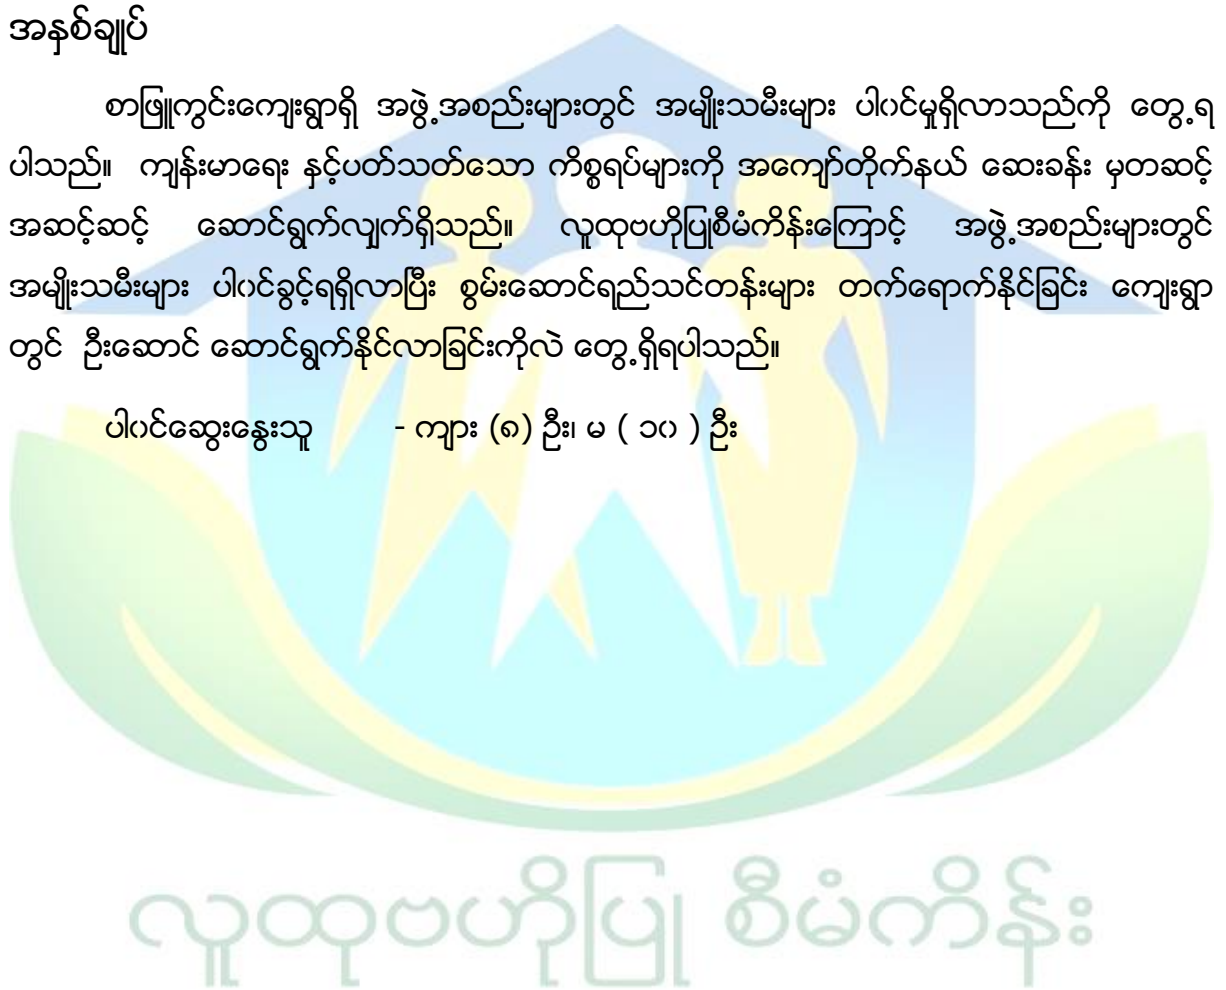 အနှစ်ချုပ်
စာဖြူကွင်းကျေးရွာရှိ အဖွဲ့အစည်းများတွင် အမျိုးသမီးများ ပါ၀င်မှုရှိလာသည်ကို တွေ့ရ
ပါသည်။ ကျန်းမာရေး နှင့်ပတ်သတ်သော ကိစ္စရပ်များကို အကျော်တိုက်နယ် ဆေးခန်း မှတဆင့်
အဆင့်ဆင့် ဆောင်ရွက်လျှက်ရှိသည်။ လူထုဗဟိုပြုစီမံကိန်းကြောင့် အဖွဲ့အစည်းများတွင်
အမျိုးသမီးများ ပါ၀င်ခွင့်ရရှိလာပြီး စွမ်းဆောင်ရည်သင်တန်းများ တက်ရောက်နိုင်ခြင်း ကျေးရွာ
တွင် ဦးဆောင် ဆောင်ရွက်နိုင်လာခြင်းကိုလဲ တွေ့ရှိရပါသည်။
ပါ၀င်ဆွေးနွေးသူ - ကျား (၈) ဦး၊ မ ( ၁၀ ) ဦး
လူထုဗဟိုပြု စီမံကိန်း